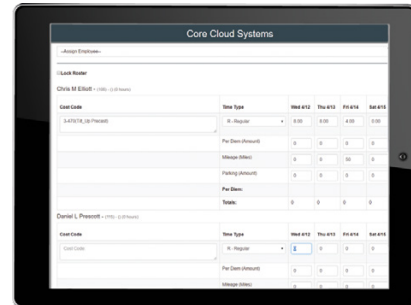 Core Cloud Systems
--Assign Employee--
Lock Roster
Chris M Elliott -
Cost Code Time Type Wed 4/12 Thu 4/13 Fri 4/14 Sat 4/15
R - Regular 8.00 8.00 4.00 0.00
Per Diem (Amount) 0 0 0 0
Mileage (Miles) 0 0 0
Parking (Amount) 0 0 0 0
Per Diem:
Totals: 0 0 0 0
Daniel L Prescott -
Cost Code Time Type Wed 4/12 Thu 4/13 Fri 4/14 Sat 4/15
Cost Code R - Regular 0 0 0
Per Diem (Amount) 0 0 0 0
Mileage (Miles) 0 0 0 0